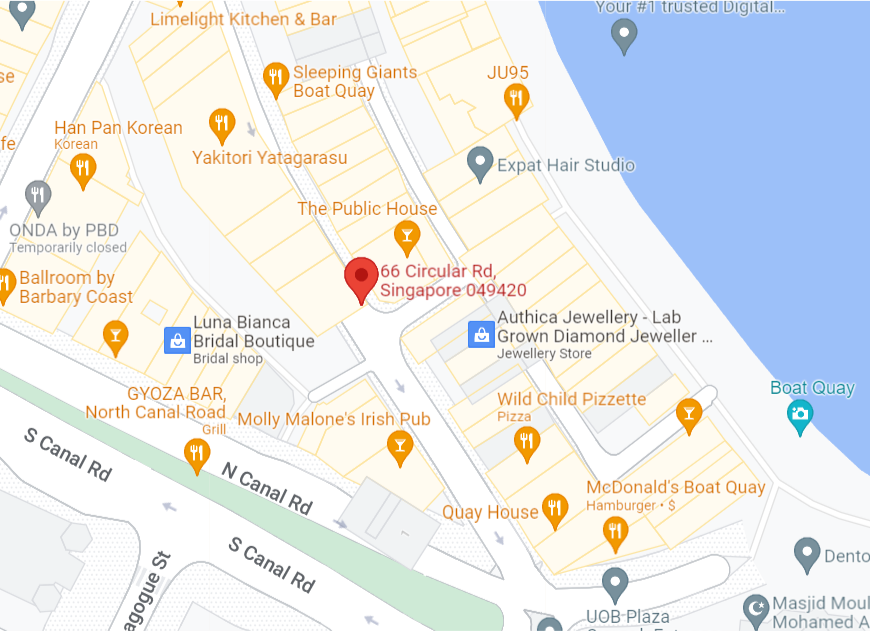 Your #1 trusted Digital...
Limelight Kitchen & Bar
Sleeping Giants
Boat Quay
JU95
Han Pan Korean
Korean
Yakitori Yatagarasu
Expat Hair Studio
The Public House
ONDA by PBD
Temporarily closed
66 Circular Rd,
Singapore 049420
Ballroom by
Barbary Coast
Luna Bianca
Bridal Boutique
Bridal shop
Authica Jewellery - Lab
Grown Diamond Jeweller ...
Jewellery Store
GYOZA BAR,
North Canal Road
Grill
Molly Malone's Irish Pub
Wild Child Pizzette
Pizza
Boat Quay
S Canal Rd
N Canal Rd
McDonald's Boat Quay
Hamburger • $
Quay House
S Canal Rd
UOB Plaza
Masjid Moul
Mohamed A